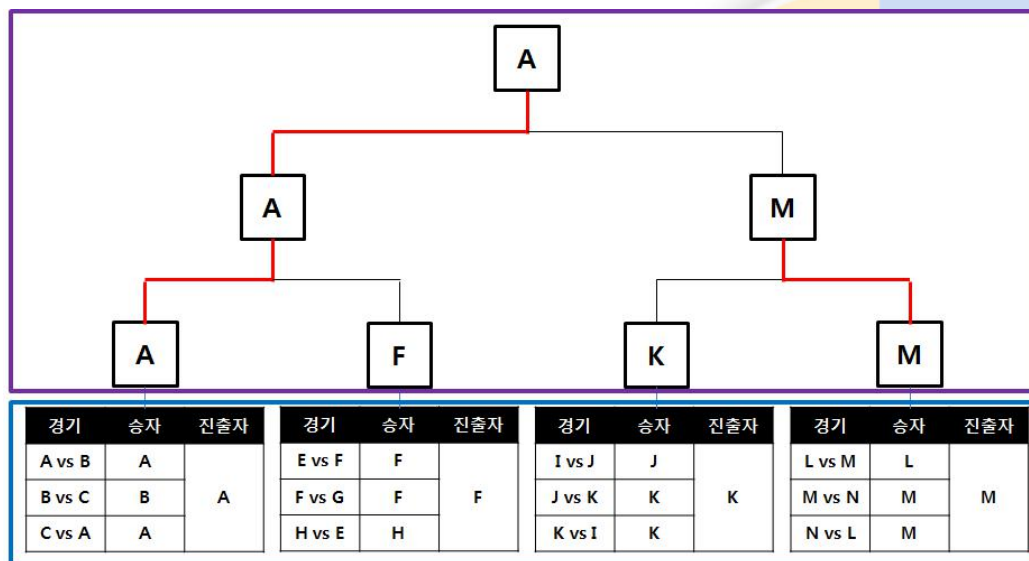 A
A M
A F K M
경기 승자 진출자 경기 승자 진출자 경기 승자 진출자 경기 승자 진출자
A vs B A E vs F F I vs J J L vs M L
B vs C B A F vs G F F J vs K K K M vs N M M
C vs A A H vs E H K vs I K N vs L M